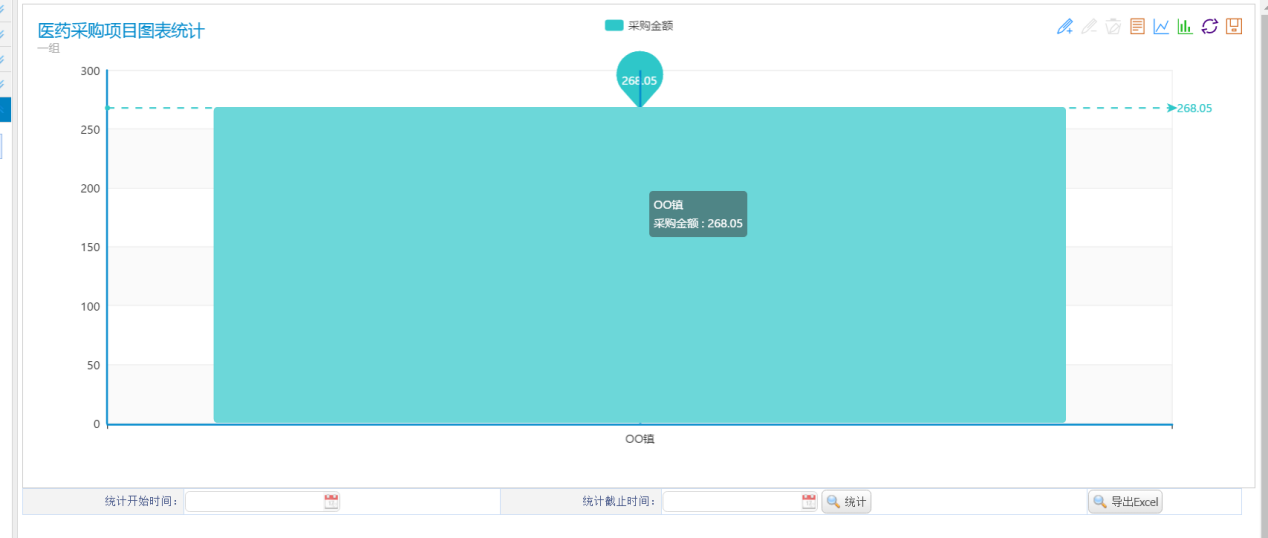 医药采购项目图表统计
一组
采购金额
268.05
300
250
200
150
100
50
0
268.05
OO镇
采购金额 : 268.05
OO镇
统计开始时间：
统计截止时间：
统计
导出Excel